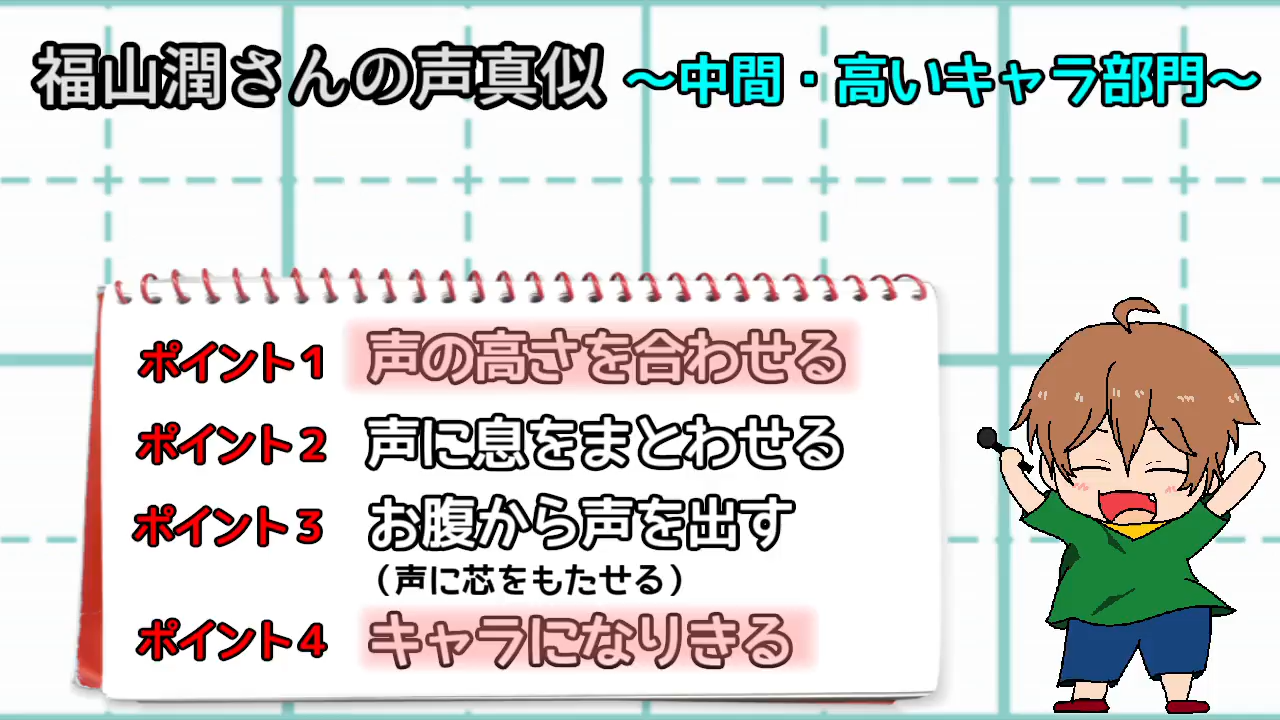 福山潤さんの声真似 ～中間・高いキャラ部門～
ポイント１ 声の高さを合わせる
ポイント２ 声に息をまとわせる
ポイント３ お腹から声を出す
（声に芯をもたせる）
ポイント４ キャラになりきる